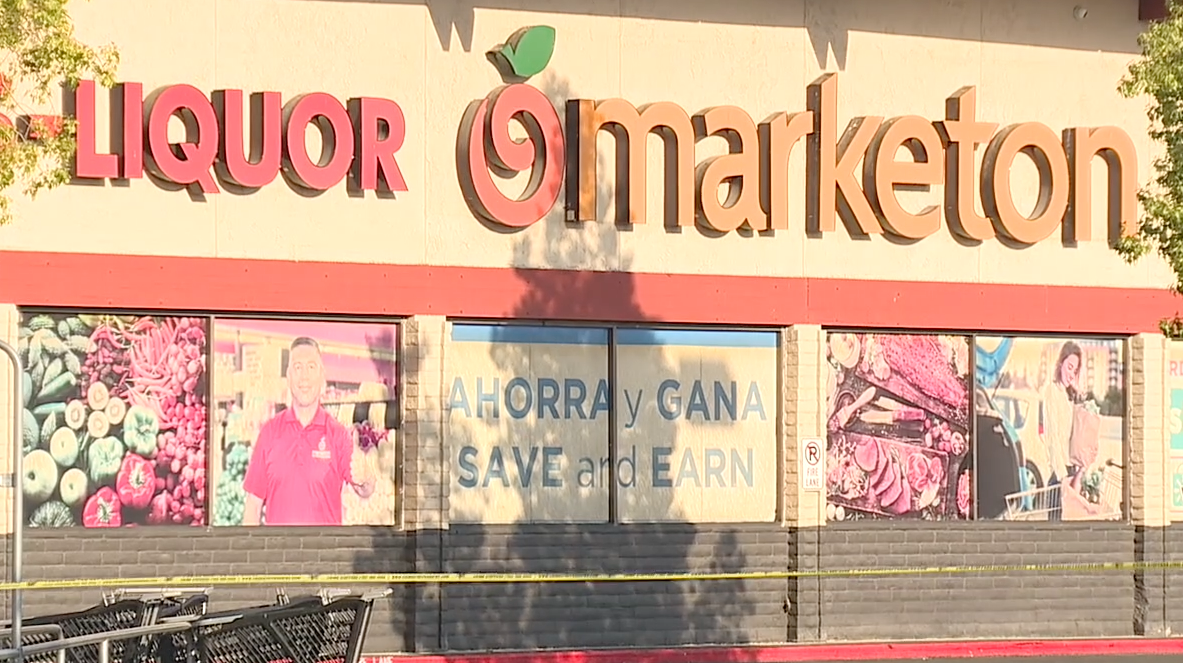 LIQUOR
marketon
AHORRA y GANA
SAVE and EARN
FIRE
LANE